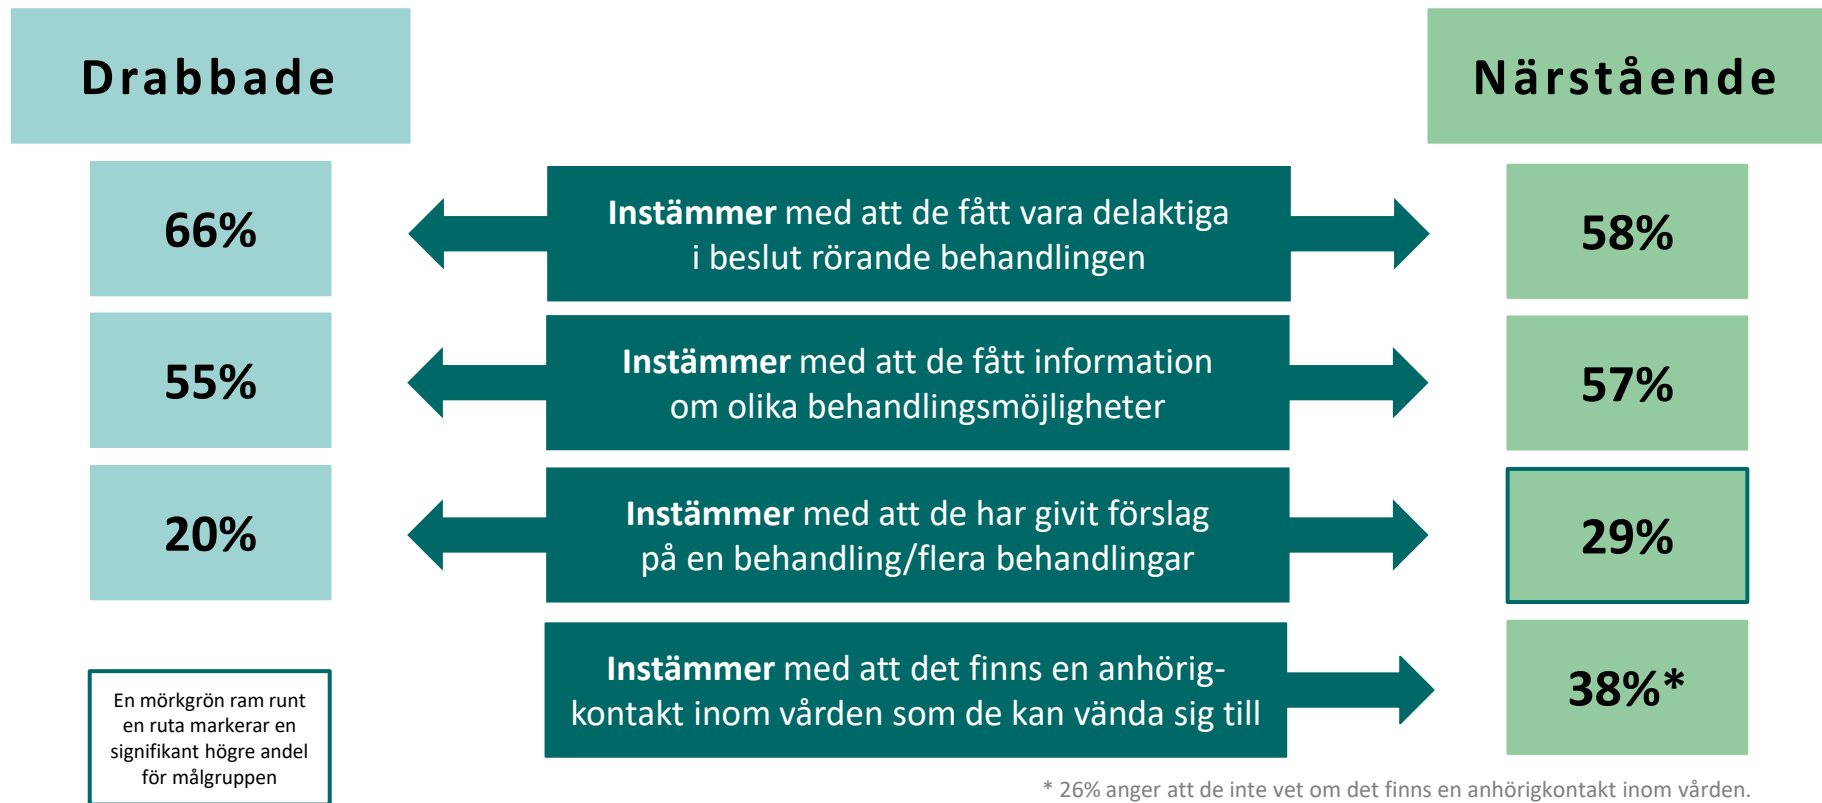 Drabbade
Närstående
66%
Instämmer med att de fått vara delaktiga
i beslut rörande behandlingen
58%
55%
Instämmer med att de fått information
om olika behandlingsmöjligheter
57%
20%
Instämmer med att de har givit förslag
på en behandling/flera behandlingar
29%
Instämmer med att det finns en anhörig-
kontakt inom vården som de kan vända sig till
38%*
En mörkgrön ram runt
en ruta markerar en
signifikant högre andel
för målgruppen
* 26% anger att de inte vet om det finns en anhörigkontakt inom vården.